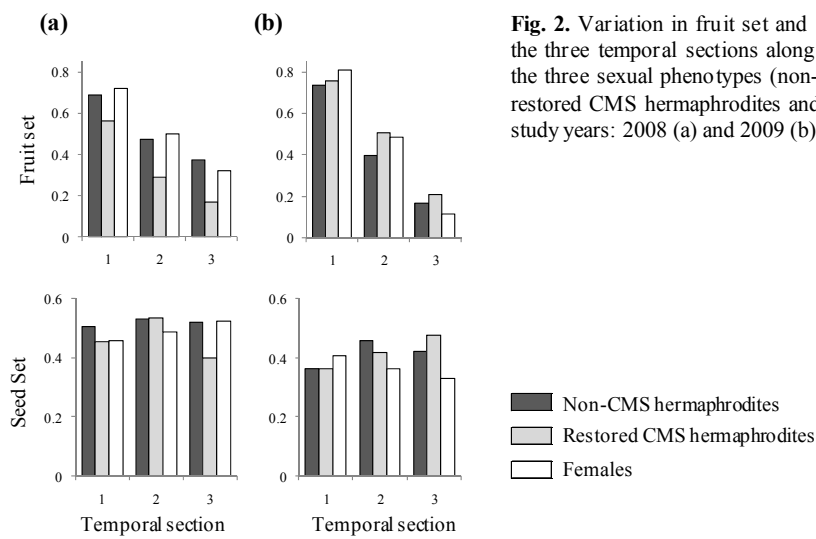 (a)
(b)
Fig. 2. Variation in fruit set and
the three temporal sections along
the three sexual phenotypes (non-
restored CMS hermaphrodites and
study years: 2008 (a) and 2009 (b)
Fruit set
0.8
0.6
0.4
0.2
0
1 2 3
0.8
0.6
0.4
0.2
0
1 2 3
Seed Set
0.6
0.4
0.2
0
1 2 3
Temporal section
0.6
0.4
0.2
0
1 2 3
Temporal section
Non-CMS hermaphrodites
Restored CMS hermaphrodites
Females